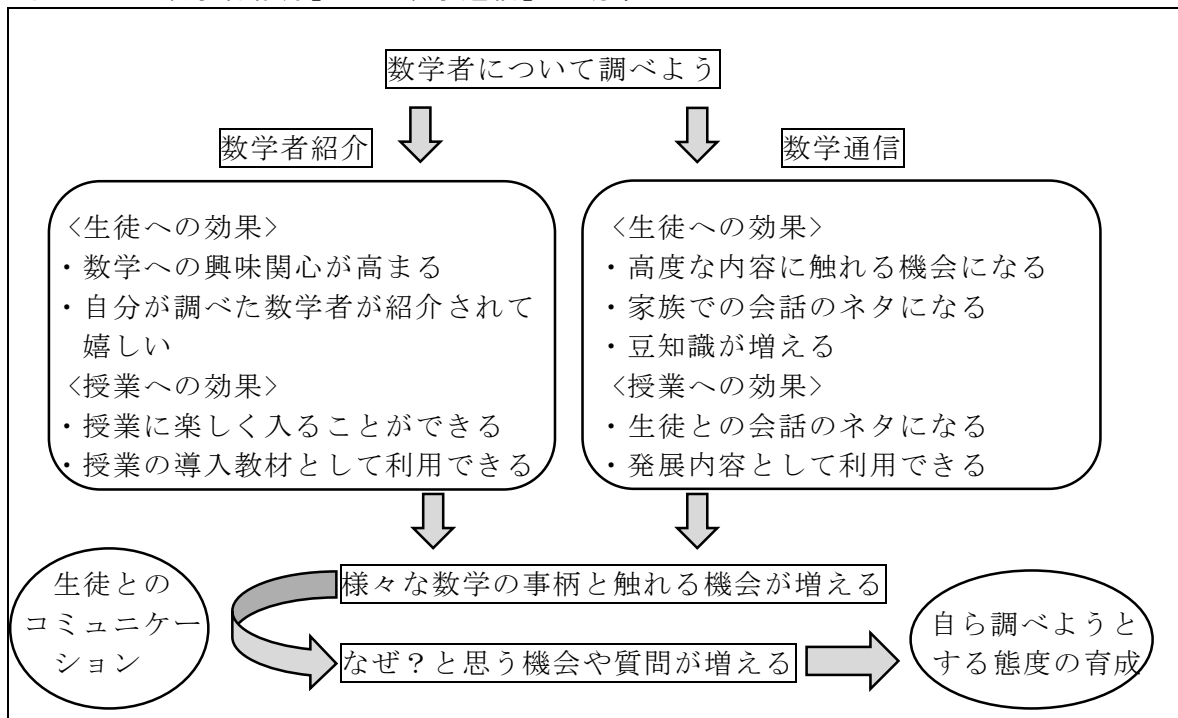 数学者について調べよう
数学者紹介
<生徒への効果>
・数学への興味関心が高まる
・自分が調べた数学者が紹介されて
嬉しい
<授業への効果>
・授業に楽しく入ることができる
・授業の導入教材として利用できる
数学通信
<生徒への効果>
・高度な内容に触れる機会になる
・家族での会話のネタになる
・豆知識が増える
<授業への効果>
・生徒との会話のネタになる
・発展内容として利用できる
生徒との
コミュニケー
ション
様々な数学の事柄と触れる機会が増える
なぜ？と思う機会や質問が増える
自ら調べようと
する態度の育成